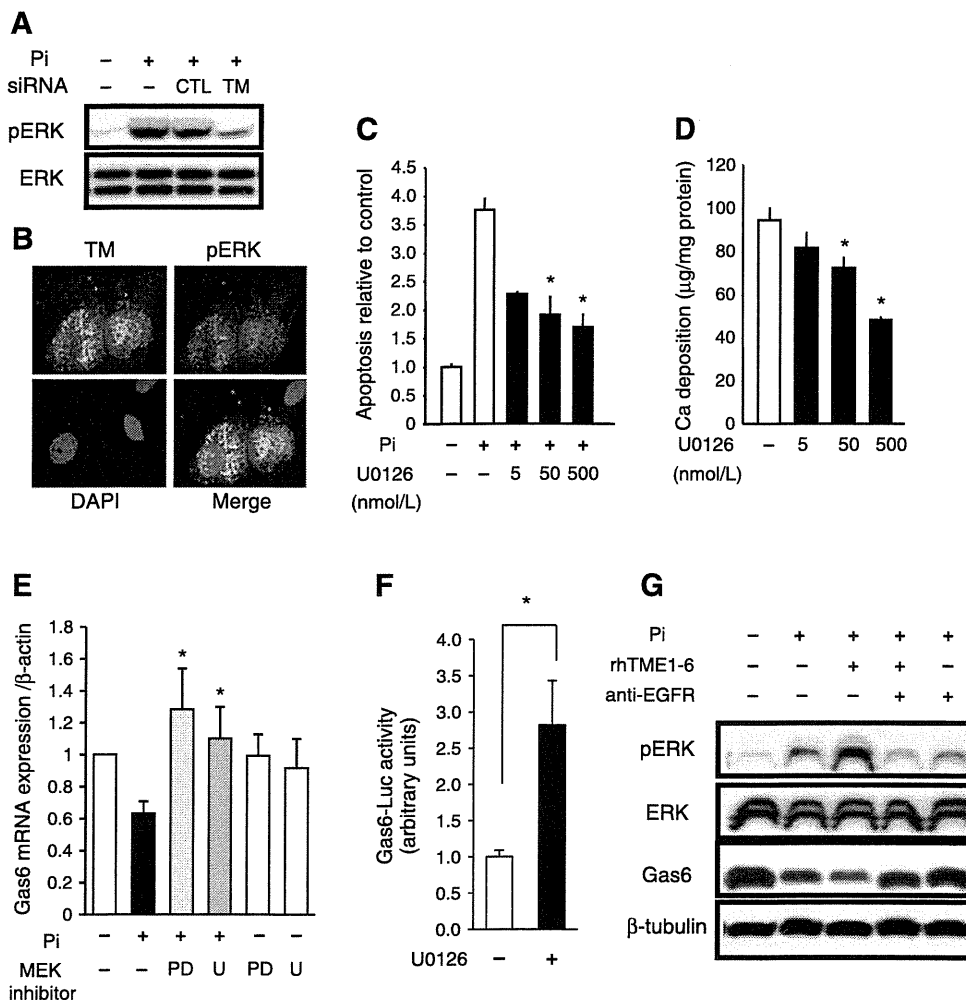 A
Pi – + + +
siRNA – – CTL TM
pERK
ERK
B
TM pERK
DAPI Merge
C
Apoptosis relative to control
4.5
4.0
3.5
3.0
2.5
2.0
1.5
1.0
0.5
0
* *
Pi – + + + +
U0126 – – 5 50 500
(nmol/L)
D
Ca deposition (µg/mg protein)
120
100
80
60
40
20
0
*
*
U0126 – 5 50 500
(nmol/L)
E
Gas6 mRNA expression /β-actin
1.8
1.6
1.4
1.2
1
0.8
0.6
0.4
0.2
0
*
*
Pi – + + + – –
MEK – – PD U PD U
inhibitor
F
Gas6-Luc activity
(arbitrary units)
4.0
3.5
3.0
2.5
2.0
1.5
1.0
0.5
0.0
*
U0126 – +
G
Pi – + + + +
rhTME1-6 – – + + –
anti-EGFR – – – + +
pERK
ERK
Gas6
β-tubulin